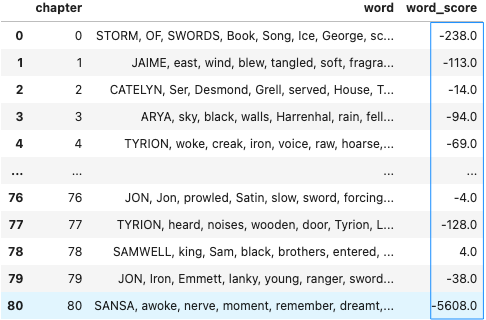 chapter word word_score
0 0 STORM, OF, SWORDS, Book, Song, Ice, George, sc... -238.0
1 1 JAIME, east, wind, blew, tangled, soft, fragra... -113.0
2 2 CATELYN, Ser, Desmond, Grell, served, House, T... -14.0
3 3 ARYA, sky, black, walls, Harrenhal, rain, fell... -94.0
4 4 TYRION, woke, creak, iron, voice, raw, hoarse,... -69.0
... ... ... ...
76 76 JON, Jon, prowled, Satin, slow, sword, forcing... -4.0
77 77 TYRION, heard, noises, wooden, door, Tyrion, L... -128.0
78 78 SAMWELL, king, Sam, black, brothers, entered, ... 4.0
79 79 JON, Iron, Emmett, lanky, young, ranger, sword... -38.0
80 80 SANSA, awoke, nerve, moment, remember, dreamt,... -5608.0